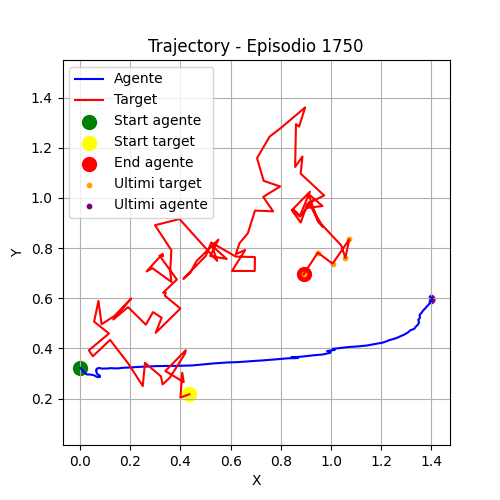 Trajectory - Episodio 1750
Agente
Target
Start agente
Start target
End agente
Ultimi target
Ultimi agente
Y
1.4
1.2
1.0
0.8
0.6
0.4
0.2
0.0 0.2 0.4 0.6 0.8 1.0 1.2 1.4
X